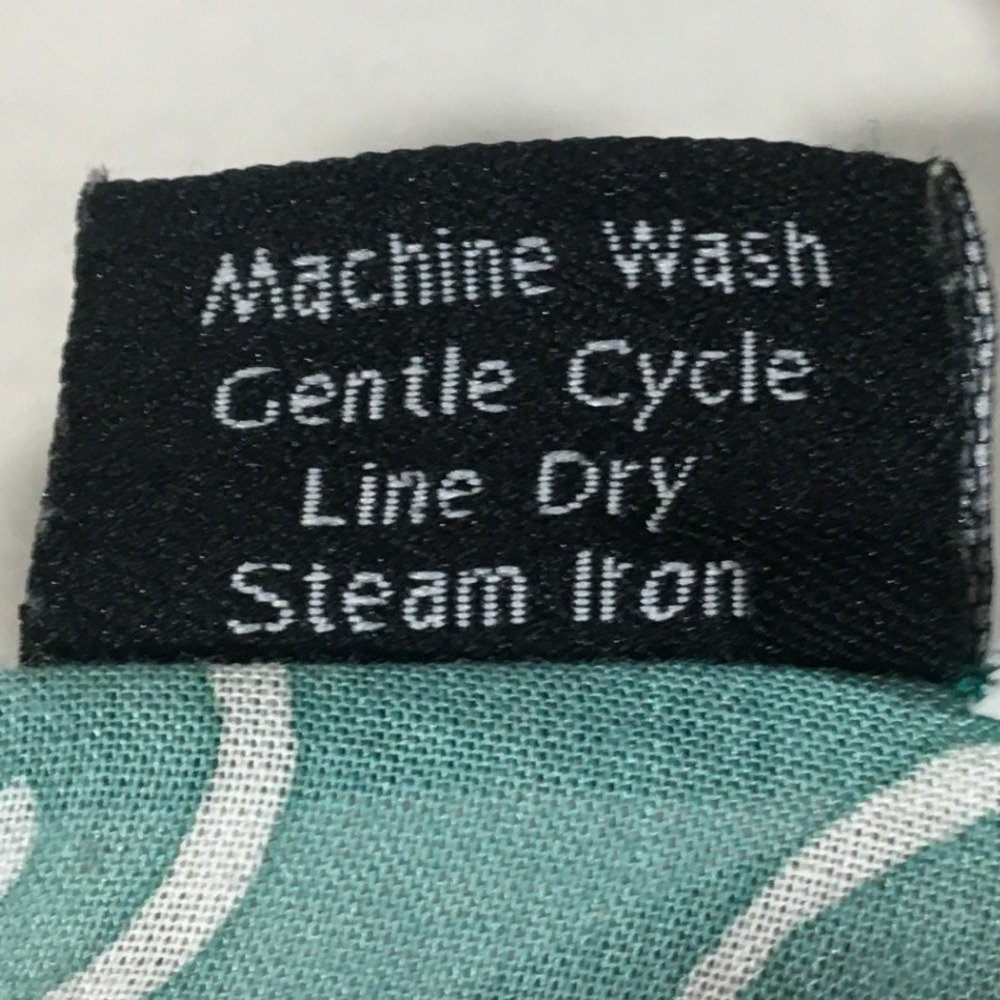 Machine Wash
Gentle Cycle
Line Dry
Steam Iron